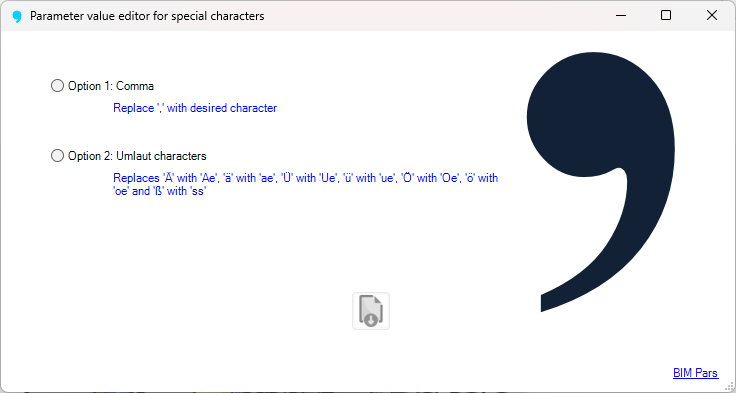 Parameter value editor for special characters
Option 1: Comma
Replace ',' with desired character
Option 2: Umlaut characters
Replaces 'Ä' with 'Ae', 'ä' with 'ae', 'Ü' with 'Ue', 'ü' with 'ue', 'Ö' with 'Oe', 'ö' with
'oe' and 'ß' with 'ss'
,
BIM Pars